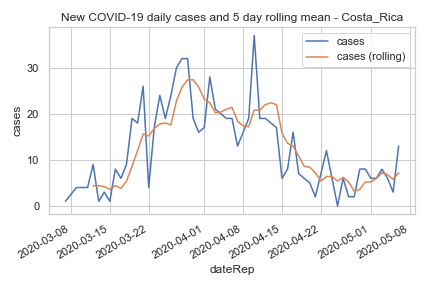 New COVID-19 daily cases and 5 day rolling mean - Costa_Rica
cases
cases (rolling)
cases
30
20
10
0
2020-03-08
2020-03-15
2020-03-22
2020-04-01
2020-04-08
2020-04-15
2020-04-22
2020-05-01
2020-05-08
dateRep